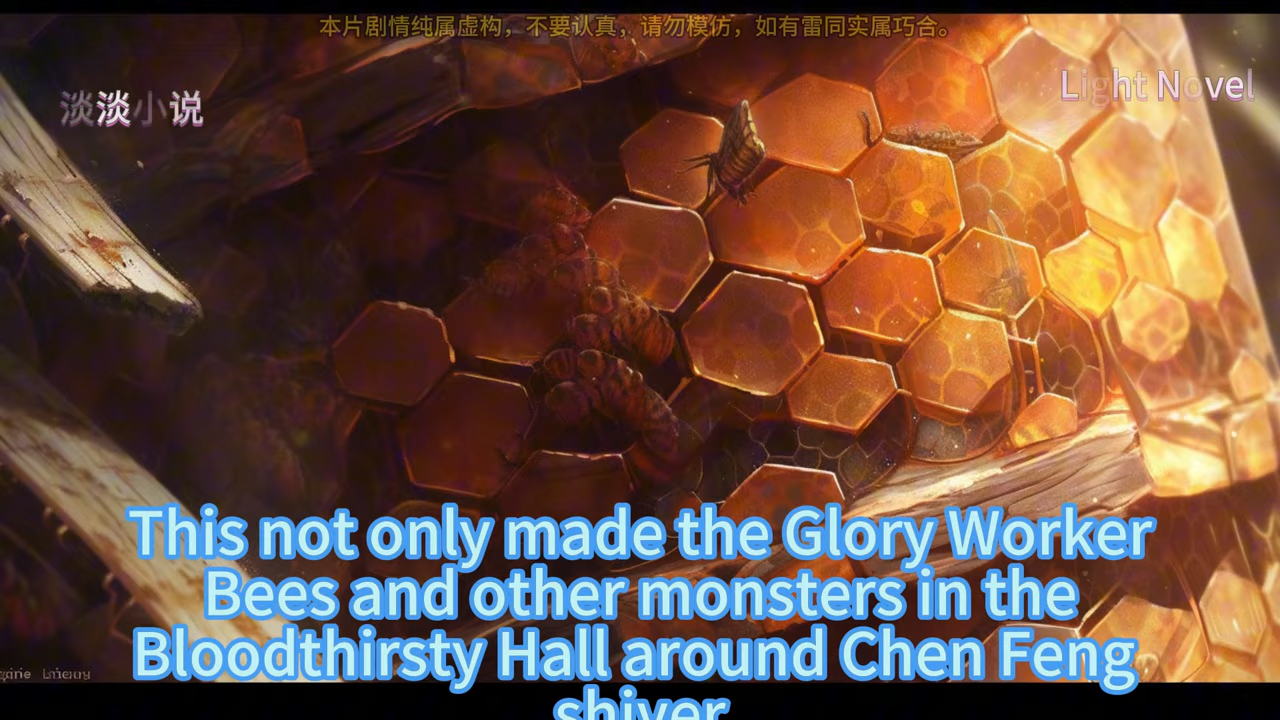 本片剧情纯属虚构，不要认真，请勿模仿，如有雷同实属巧合。
淡淡小说
Light Novel
This not only made the Glory Worker
Bees and other monsters in the
Bloodthirsty Hall around Chen Feng
shiver